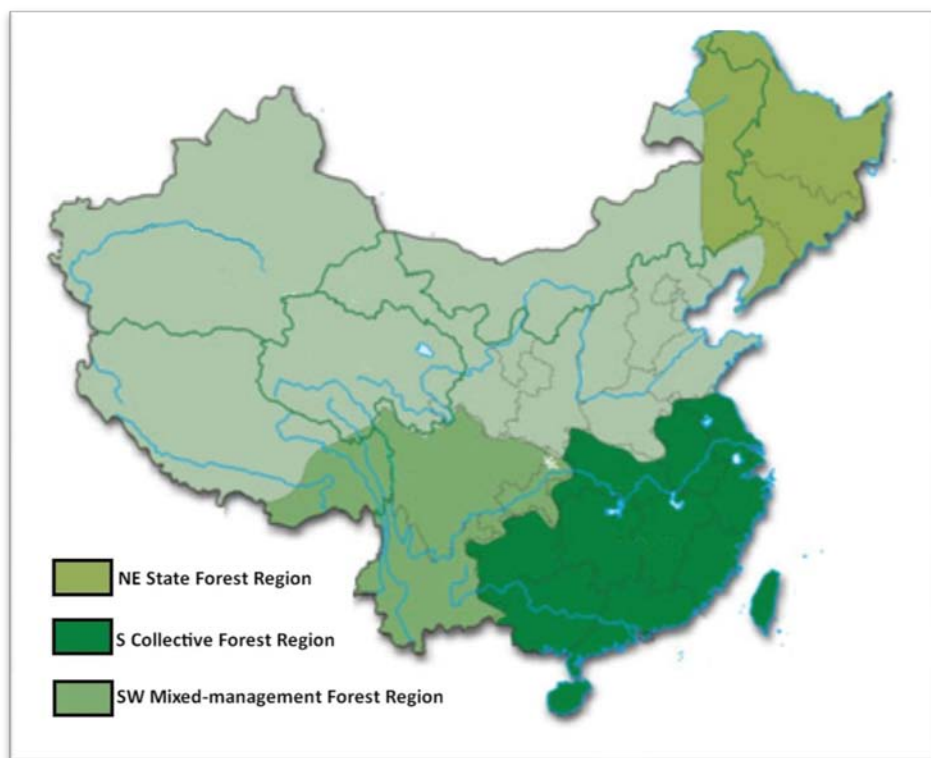 NE State Forest Region
S Collective Forest Region
SW Mixed-management Forest Region